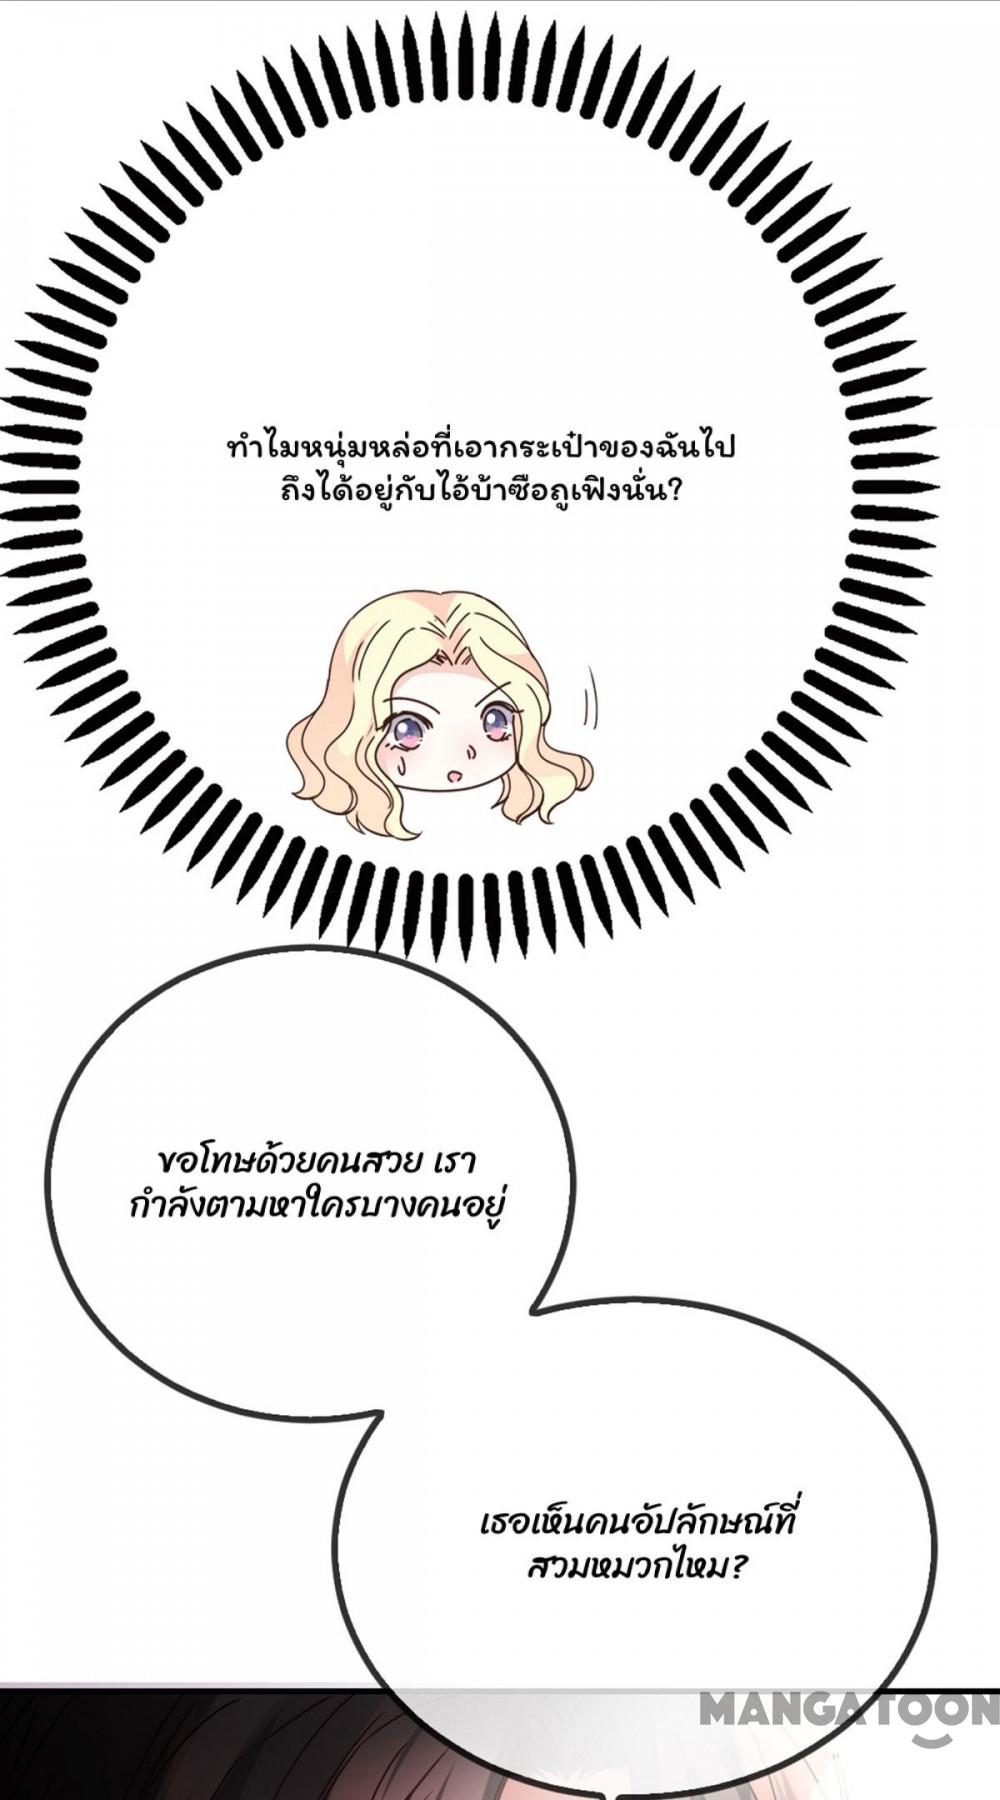 ทำไมหนุ่มหล่อที่เอากระเป๋าของฉันไป
ถึงได้อยู่กับไอ้บ้าซือถูเฟิงนั่น?
ขอโทษด้วยคนสวย เรา
กำลังตามหาใครบางคนอยู่
เธอเห็นคนอัปลักษณ์ที่
สวมหมวกไหม?
MANGATOON